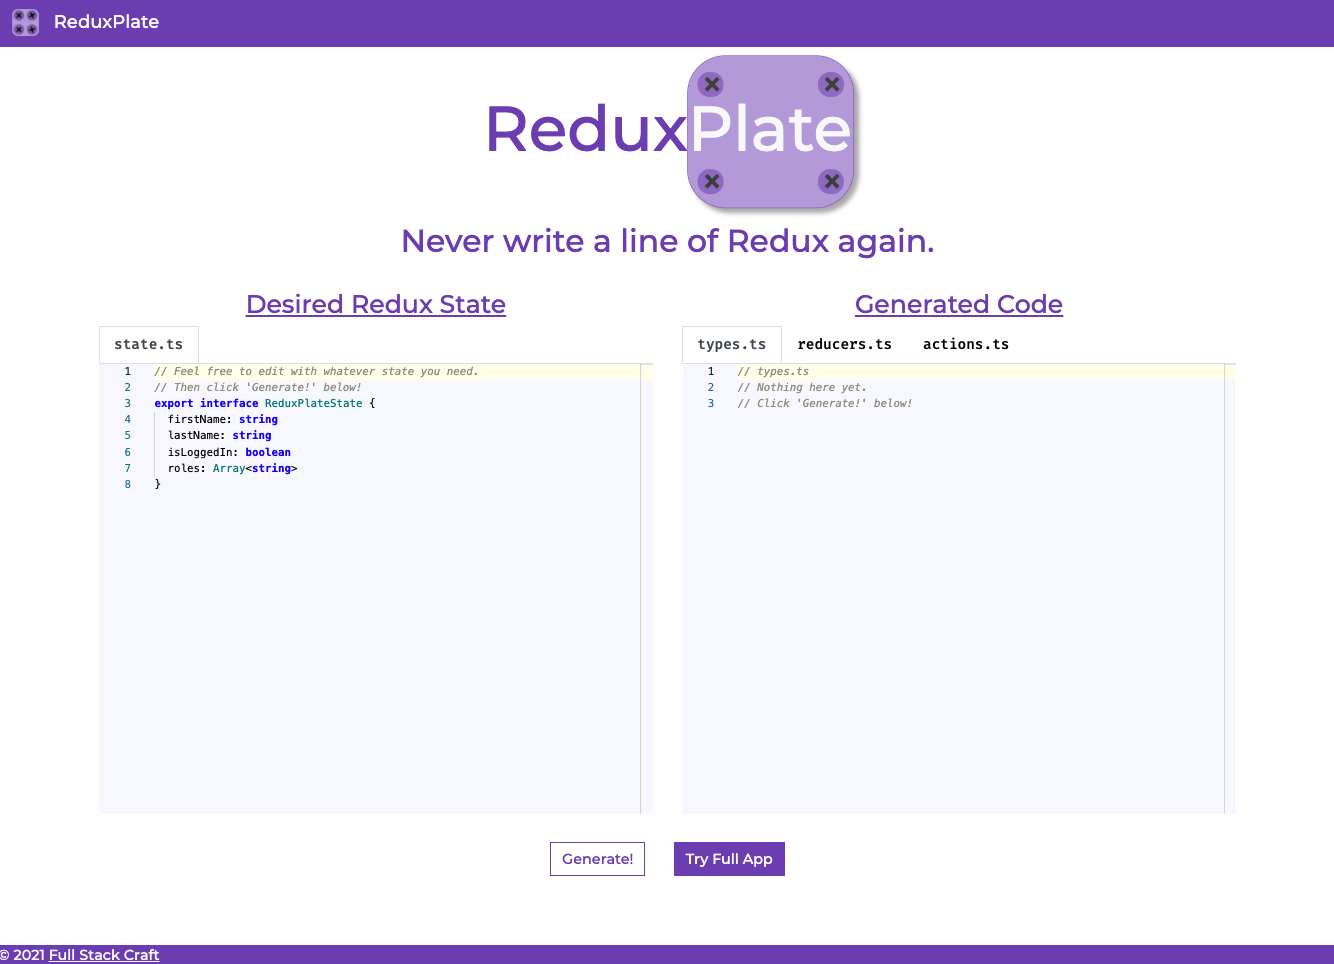 ReduxPlate
ReduxPlate
Never write a line of Redux again.
Desired Redux State
state.ts
1 // Feel free to edit with whatever state you need.
2 // Then click 'Generate!' below!
3 export interface ReduxPlateState {
4 firstName: string
5 lastName: string
6 isLoggedIn: boolean
7 roles: Array<string>
8 }
Generated Code
types.ts reducers.ts actions.ts
1 // types.ts
2 // Nothing here yet.
3 // Click 'Generate!' below!
Generate! Try Full App
© 2021 Full Stack Craft